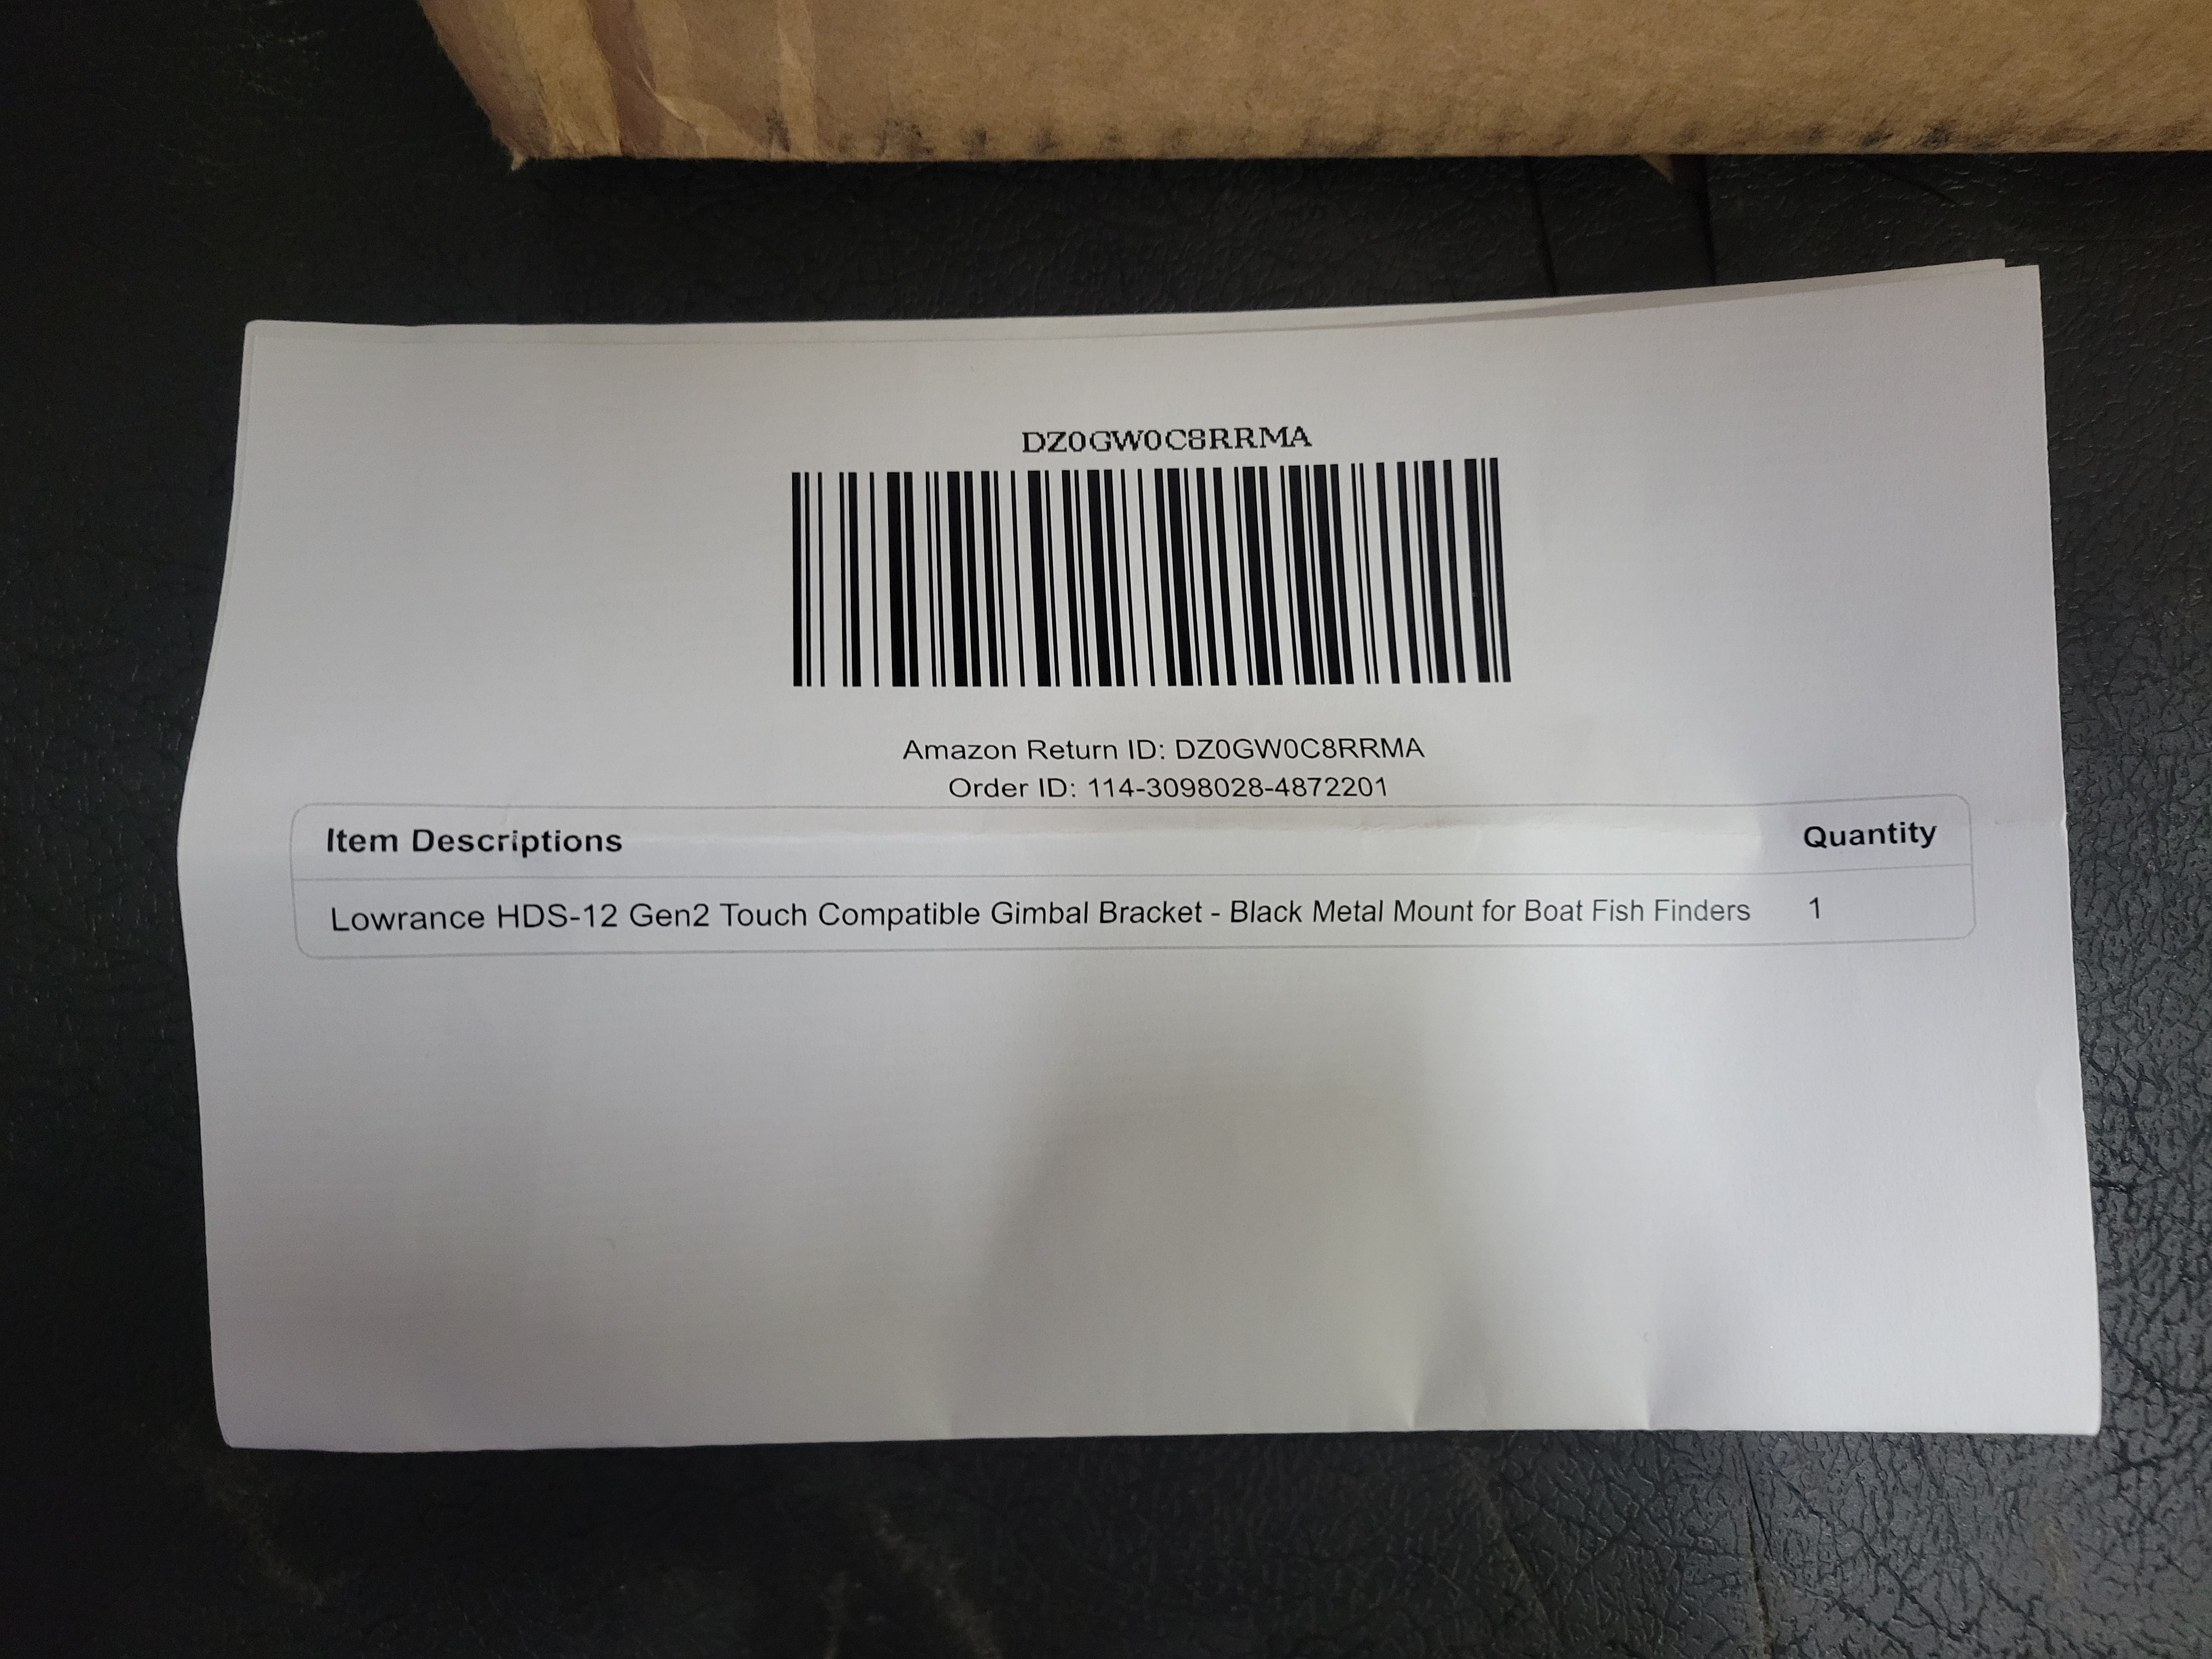 DZ0GW0C8RRMA
Amazon Return ID: DZ0GW0C8RRMA
Order ID: 114-3098028-4872201
Item Descriptions Quantity
Lowrance HDS-12 Gen2 Touch Compatible Gimbal Bracket - Black Metal Mount for Boat Fish Finders 1